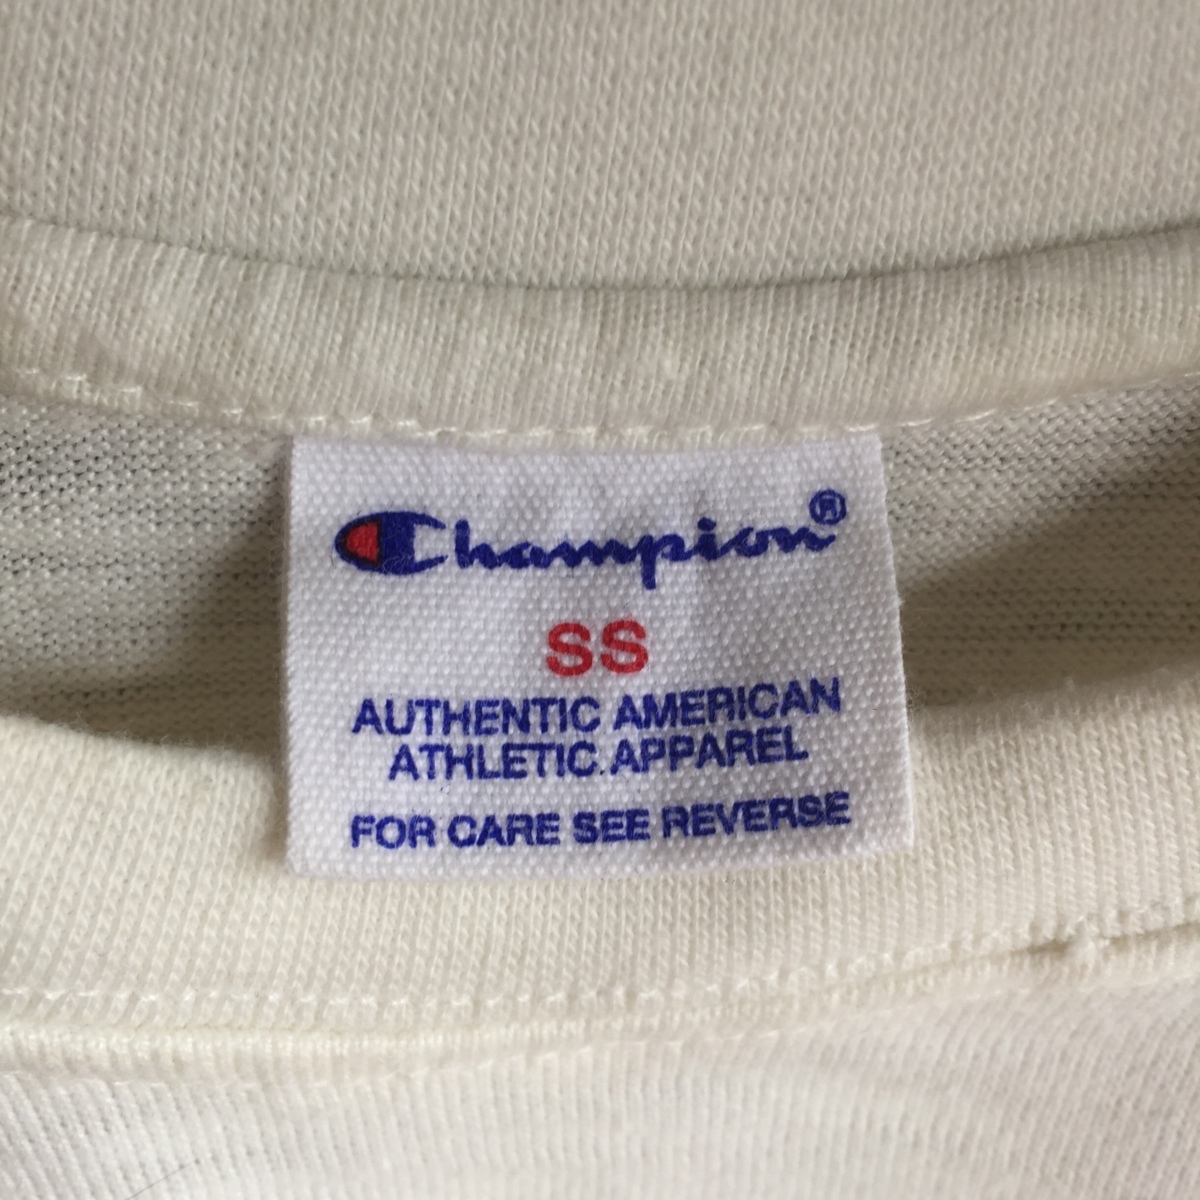 Champion®
SS
AUTHENTIC AMERICAN
ATHLETIC APPAREL
FOR CARE SEE REVERSE